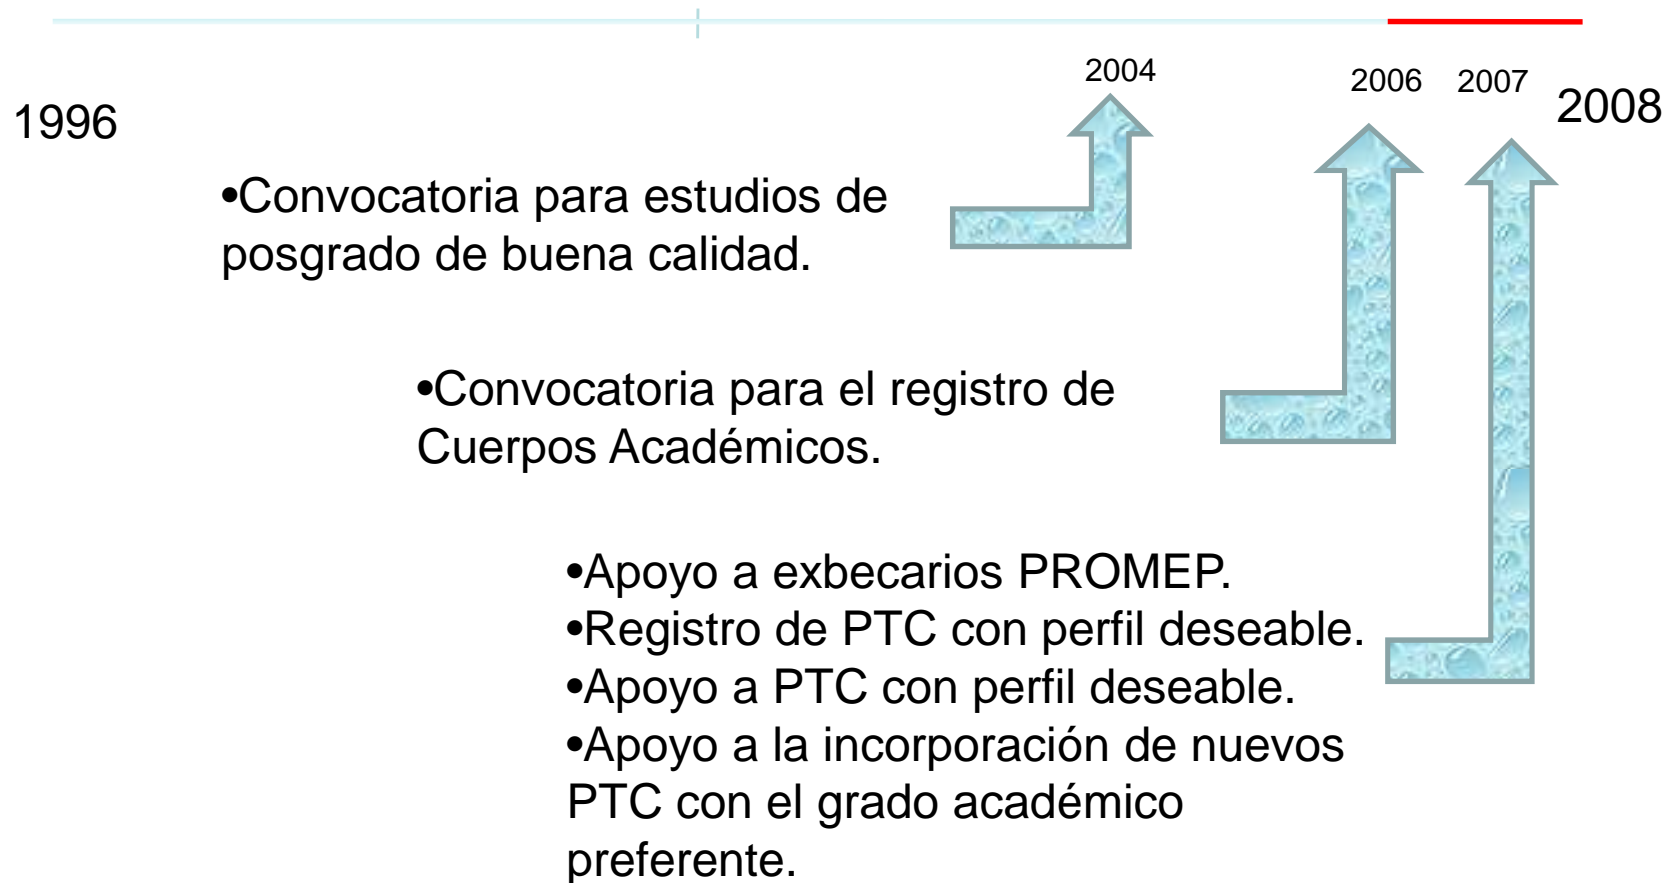 2004
2006
2007
2008
1996
•Convocatoria para estudios de
posgrado de buena calidad.
•Convocatoria para el registro de
Cuerpos Académicos.
•Apoyo a exbecarios PROMEP.
•Registro de PTC con perfil deseable.
•Apoyo a PTC con perfil deseable.
•Apoyo a la incorporación de nuevos
PTC con el grado académico
preferente.